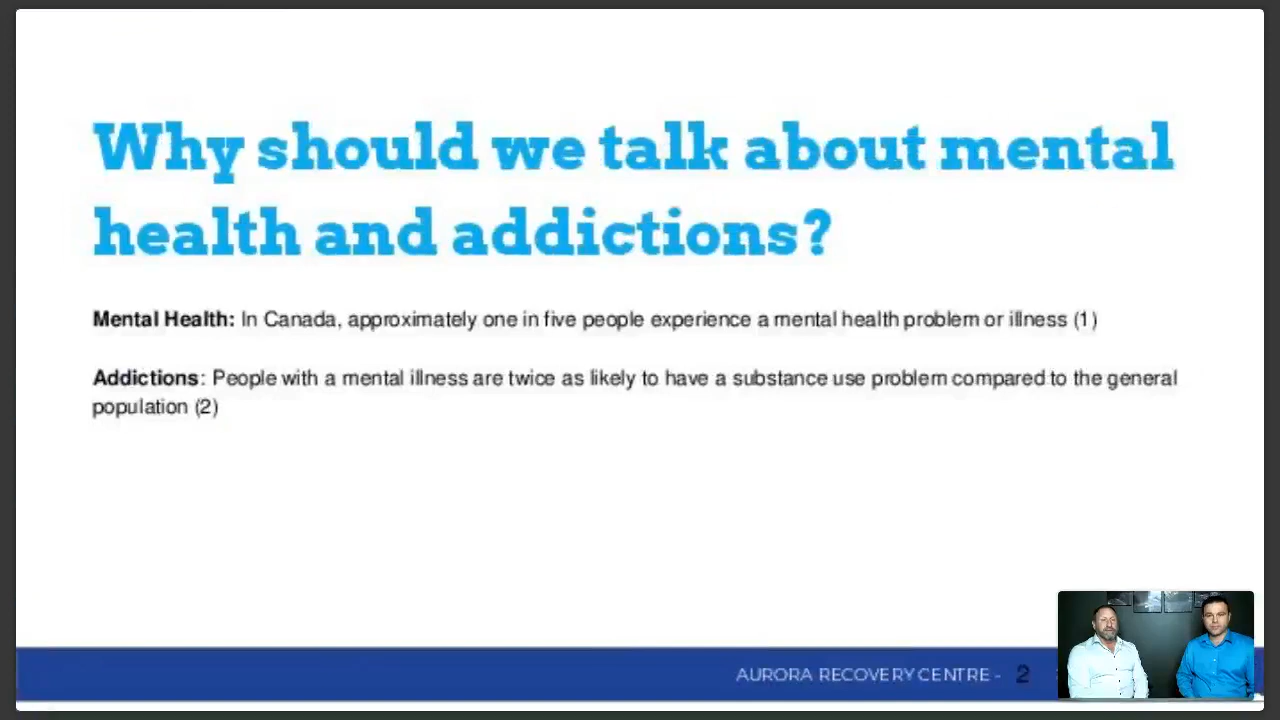 Why should we talk about mental
health and addictions?
Mental Health: In Canada, approximately one in five people experience a mental health problem or illness (1)
Addictions: People with a mental illness are twice as likely to have a substance use problem compared to the general
population (2)
AURORA RECOVERY CENTRE - 2